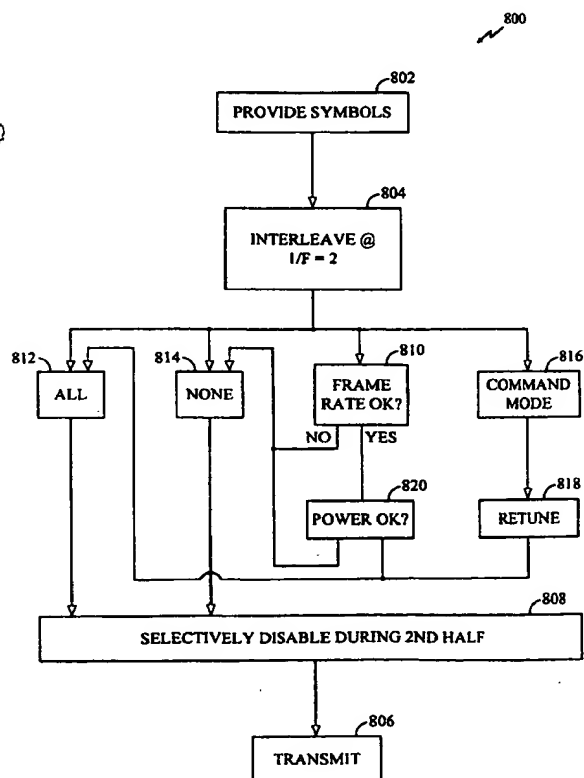 800
802
PROVIDE SYMBOLS
804
INTERLEAVE @
1/F = 2
812
814
810
816
ALL
NONE
FRAME
RATE OK?
COMMAND
MODE
NO
YES
820
818
POWER OK?
RETUNE
808
SELECTIVELY DISABLE DURING 2ND HALF
806
TRANSMIT